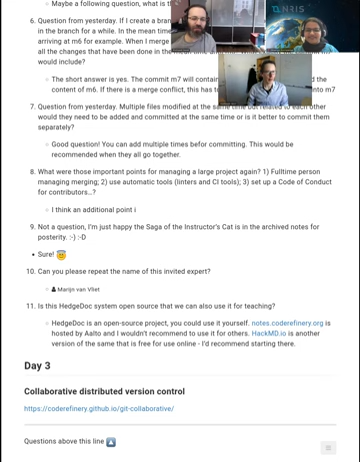 Maybe a following question, what is t
6. Question from yesterday. If I create a bran
in the branch for a while. In the mean time
arriving at m6 for example. When I merge
all the changes that have been done in the
would include?
The short answer is yes. The commit m7 will contain
d the
content of m6. If there is a merge conflict, this has t
nto m7
7. Question from yesterday. Multiple files modified at the same time but related to each other
would they need to be added and committed at the same time or is it better to commit them
separately?
Good question! You can add multiple times befor committing. This would be
recommended when they all go together.
8. What were those important points for managing a large project again? 1) Fulltime person
managing merging; 2) use automatic tools (linters and CI tools); 3) set up a Code of Conduct
for contributors...?
I think an additional point i
9. Not a question, I'm just happy the Saga of the Instructor's Cat is in the archived notes for
posterity. :-) :-D
Sure!
10. Can you please repeat the name of this invited expert?
Marijn van Vliet
11. Is this HedgeDoc system open source that we can also use it for teaching?
HedgeDoc is an open-source project, you could use it yourself. notes.coderefinery.org is
hosted by Aalto and I wouldn't recommend to use it for others. HackMD.io is another
version of the same that is free for use online - I'd recommend starting there.
Day 3
Collaborative distributed version control
https://coderefinery.github.io/git-collaborative/
Questions above this line